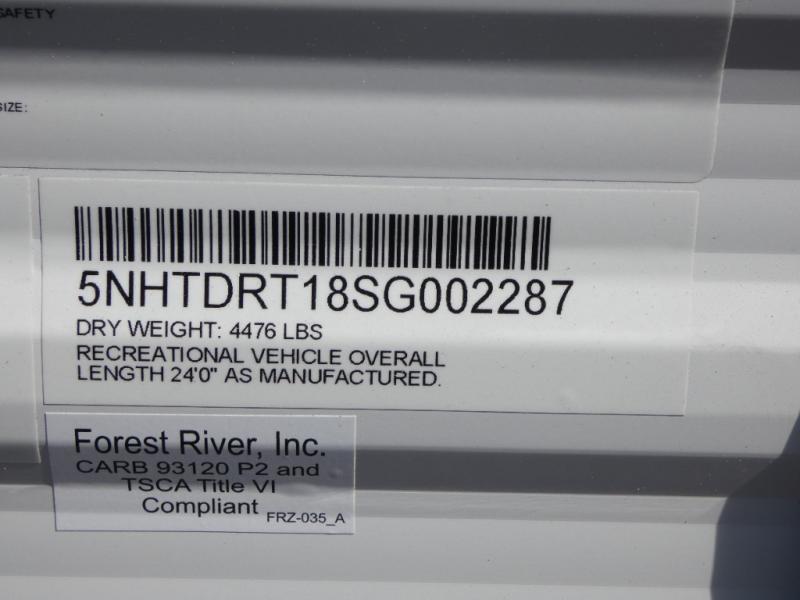 SAFETY
SIZE:
5NHTDRT18SG002287
DRY WEIGHT: 4476 LBS
RECREATIONAL VEHICLE OVERALL
LENGTH 24'0" AS MANUFACTURED.
Forest River, Inc.
CARB 93120 P2 and
TSCA Title VI
Compliant
FRZ-035_A